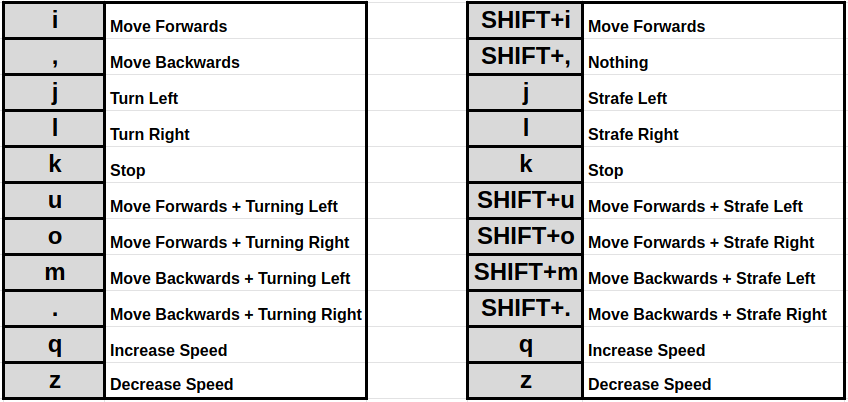 i Move Forwards
, Move Backwards
j Turn Left
l Turn Right
k Stop
u Move Forwards + Turning Left
o Move Forwards + Turning Right
m Move Backwards + Turning Left
. Move Backwards + Turning Right
q Increase Speed
z Decrease Speed
SHIFT+i Move Forwards
SHIFT+, Nothing
j Strafe Left
l Strafe Right
k Stop
SHIFT+u Move Forwards + Strafe Left
SHIFT+o Move Forwards + Strafe Right
SHIFT+m Move Backwards + Strafe Left
SHIFT+. Move Backwards + Strafe Right
q Increase Speed
z Decrease Speed